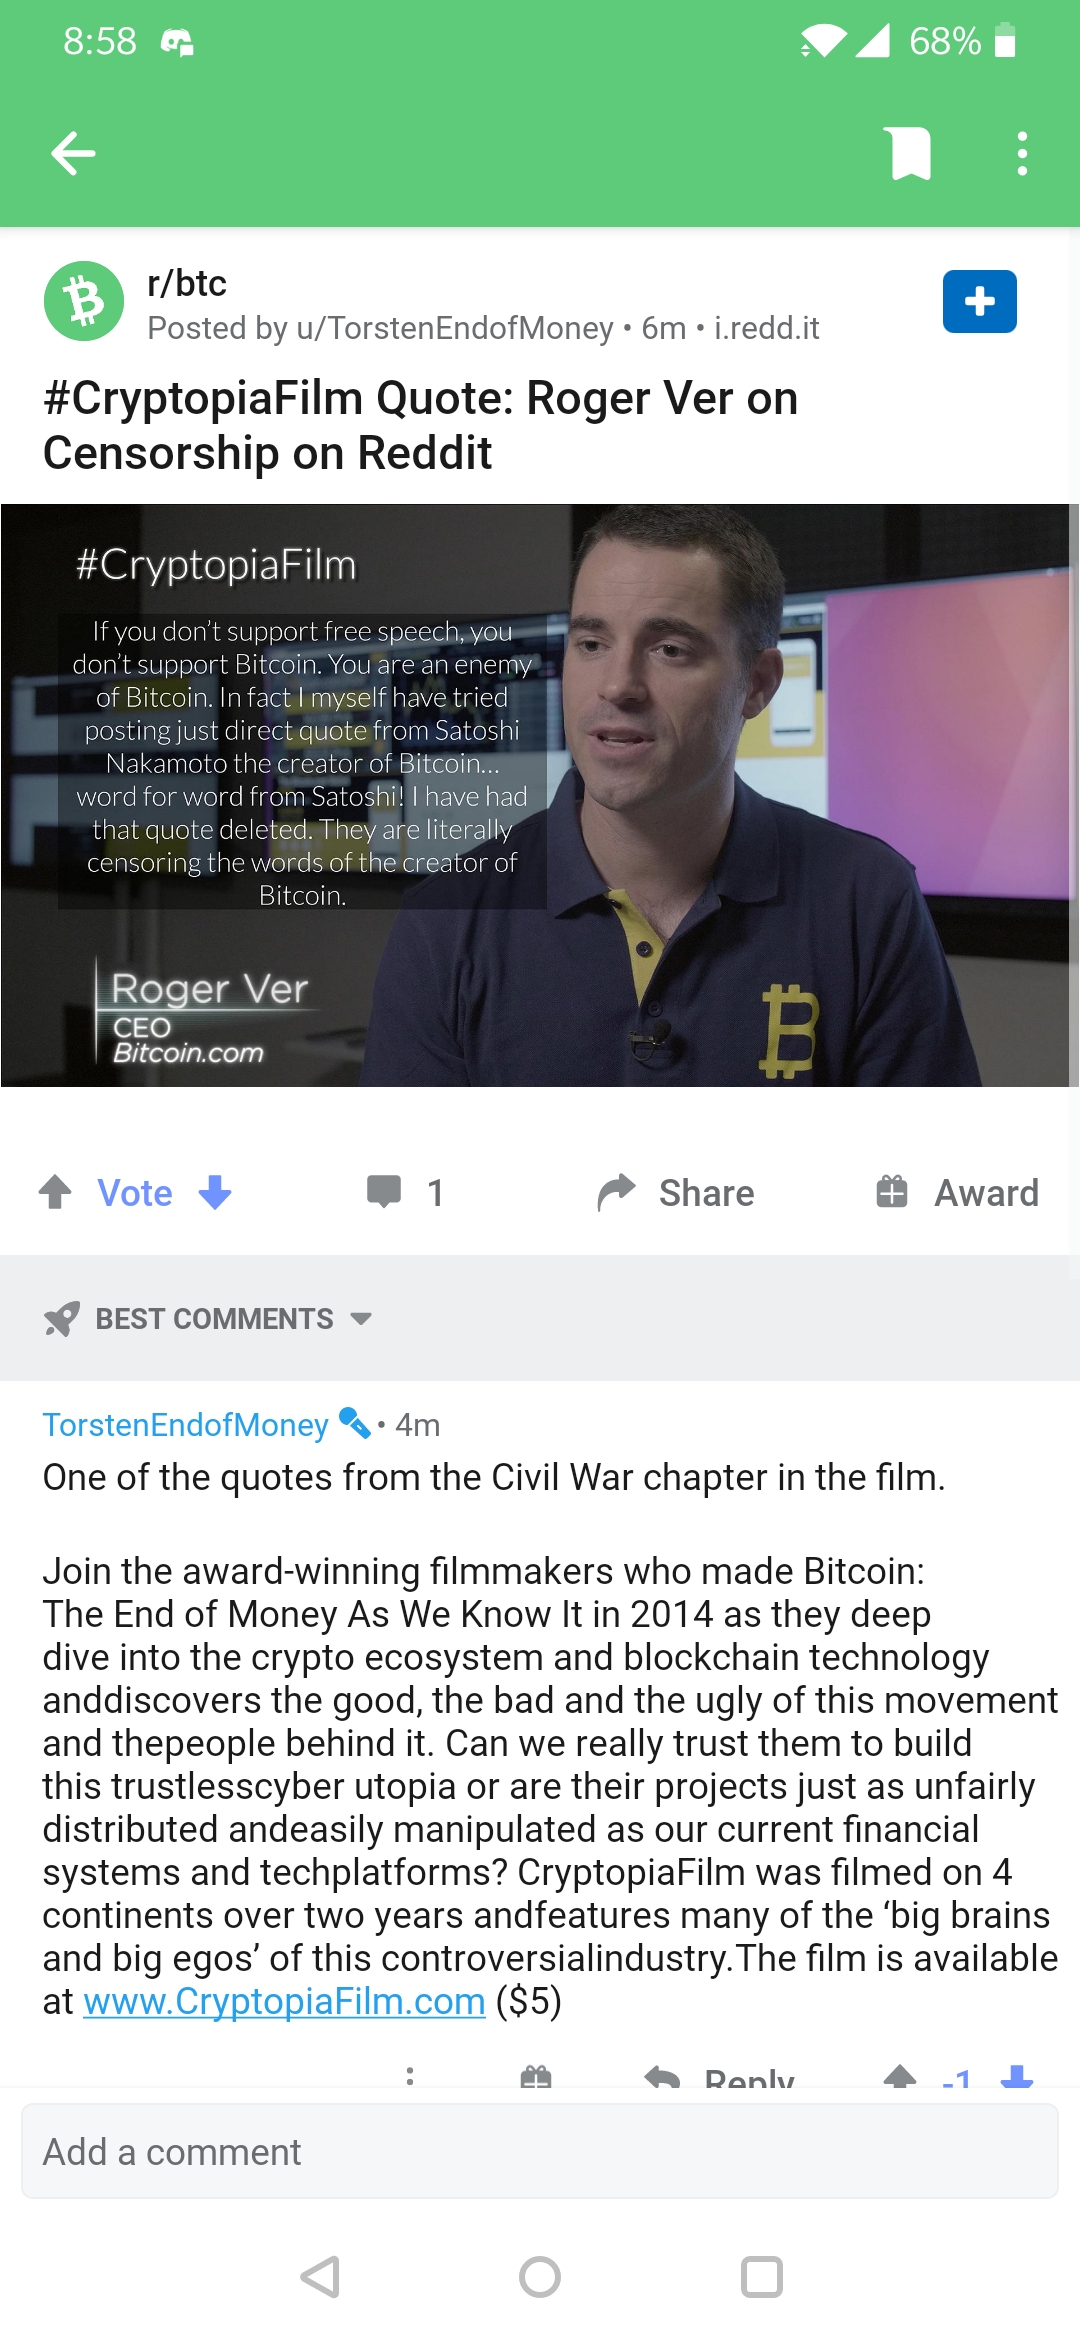 8:58
68%
r/btc
Posted by u/TorstenEndofMoney • 6m • i.redd.it
#CryptopiaFilm Quote: Roger Ver on
Censorship on Reddit
#CryptopiaFilm
If you don't support free speech, you
don't support Bitcoin. You are an enemy
of Bitcoin. In fact I myself have tried
posting just direct quote from Satoshi
Nakamoto the creator of Bitcoin...
word for word from Satoshi! I have had
that quote deleted. They are literally
censoring the words of the creator of
Bitcoin.
Roger Ver
CEO
Bitcoin.com
Vote
1
Share
Award
BEST COMMENTS
TorstenEndofMoney • 4m
One of the quotes from the Civil War chapter in the film.
Join the award-winning filmmakers who made Bitcoin:
The End of Money As We Know It in 2014 as they deep
dive into the crypto ecosystem and blockchain technology
anddiscovers the good, the bad and the ugly of this movement
and thepeople behind it. Can we really trust them to build
this trustlesscyber utopia or are their projects just as unfairly
distributed andeasily manipulated as our current financial
systems and techplatforms? CryptopiaFilm was filmed on 4
continents over two years andfeatures many of the ‘big brains
and big egos’ of this controversialindustry.The film is available
at www.CryptopiaFilm.com ($5)
Reply
-1
Add a comment